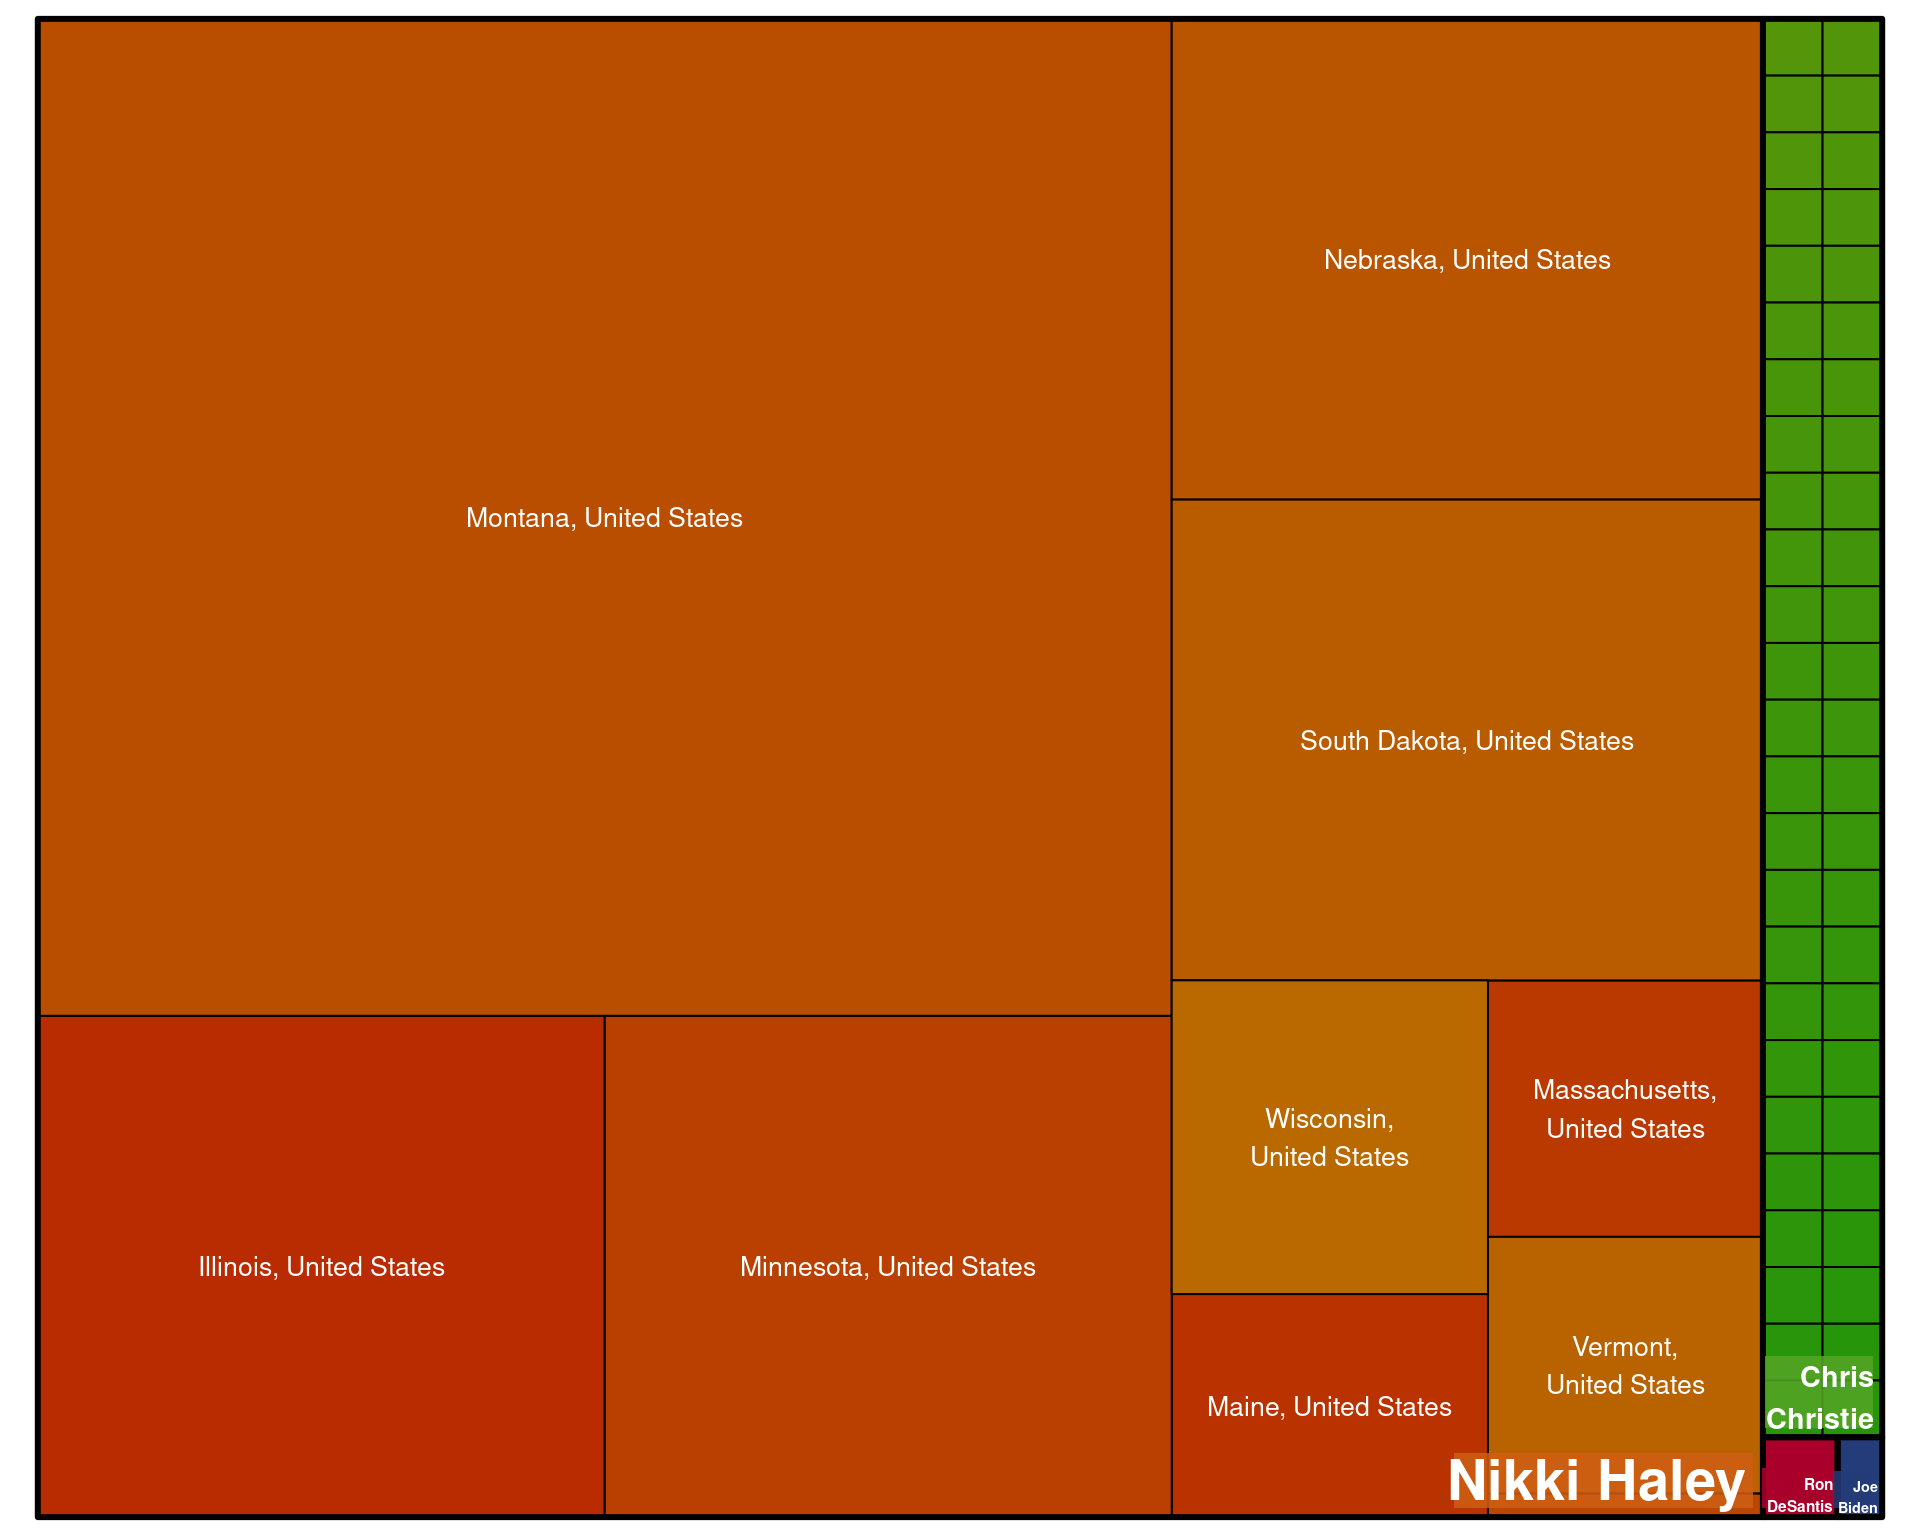 Montana, United States
Nebraska, United States
South Dakota, United States
Illinois, United States
Minnesota, United States
Wisconsin,
United States
Massachusetts,
United States
Maine, United States
Vermont,
United States
Nikki Haley
Chris
Christie
Ron
DeSantis
Joe
Biden